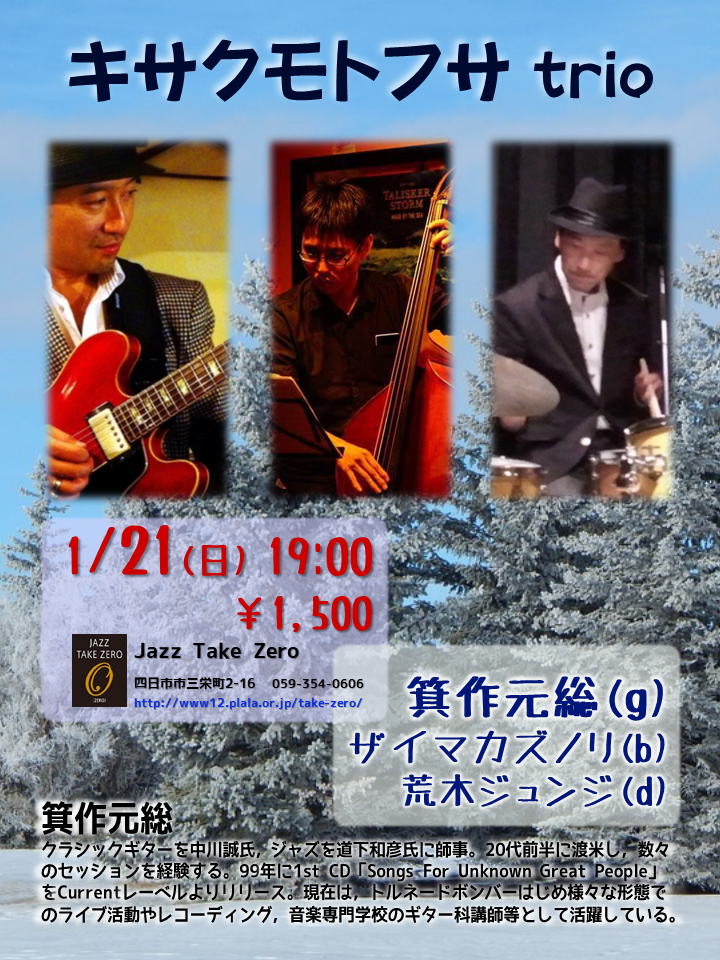 キサクモトフサ trio
TALISKER
STORM
MADE BY THE SEA
1/21(日) 19:00
￥1,500
JAZZ
TAKE ZERO
Jazz Take Zero
四日市市三栄町2-16 059-354-0606
http://www12.plala.or.jp/take-zero/
箕作元総(g)
ザイマカズノリ(b)
荒木ジュンジ(d)
箕作元総
クラシックギターを中川誠氏，ジャズを道下和彦氏に師事。20代前半に渡米し，数々
のセッションを経験する。99年に1st CD「Songs For Unknown Great People」
をCurrentレーベルよりリリース。現在は，トルネードボンバーはじめ様々な形態で
のライブ活動やレコーディング，音楽専門学校のギター科講師等として活躍している。